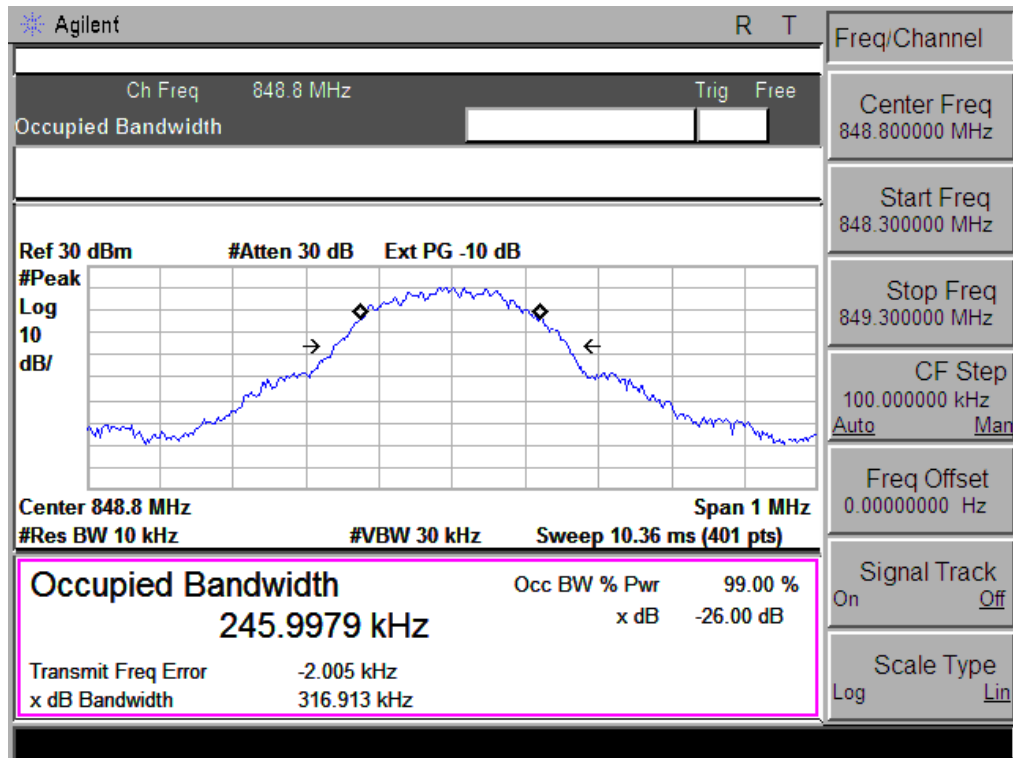 Agilent R T
Ch Freq 848.8 MHz Trig Free
Occupied Bandwidth
Ref 30 dBm #Atten 30 dB Ext PG -10 dB
#Peak
Log
10
dB/
Center 848.8 MHz Span 1 MHz
#Res BW 10 kHz #VBW 30 kHz Sweep 10.36 ms (401 pts)
Occupied Bandwidth Occ BW % Pwr 99.00 %
245.9979 kHz x dB -26.00 dB
Transmit Freq Error -2.005 kHz
x dB Bandwidth 316.913 kHz
Freq/Channel
Center Freq
848.800000 MHz
Start Freq
848.300000 MHz
Stop Freq
849.300000 MHz
CF Step
100.000000 kHz
Auto Man
Freq Offset
0.00000000 Hz
Signal Track
On Off
Scale Type
Log Lin